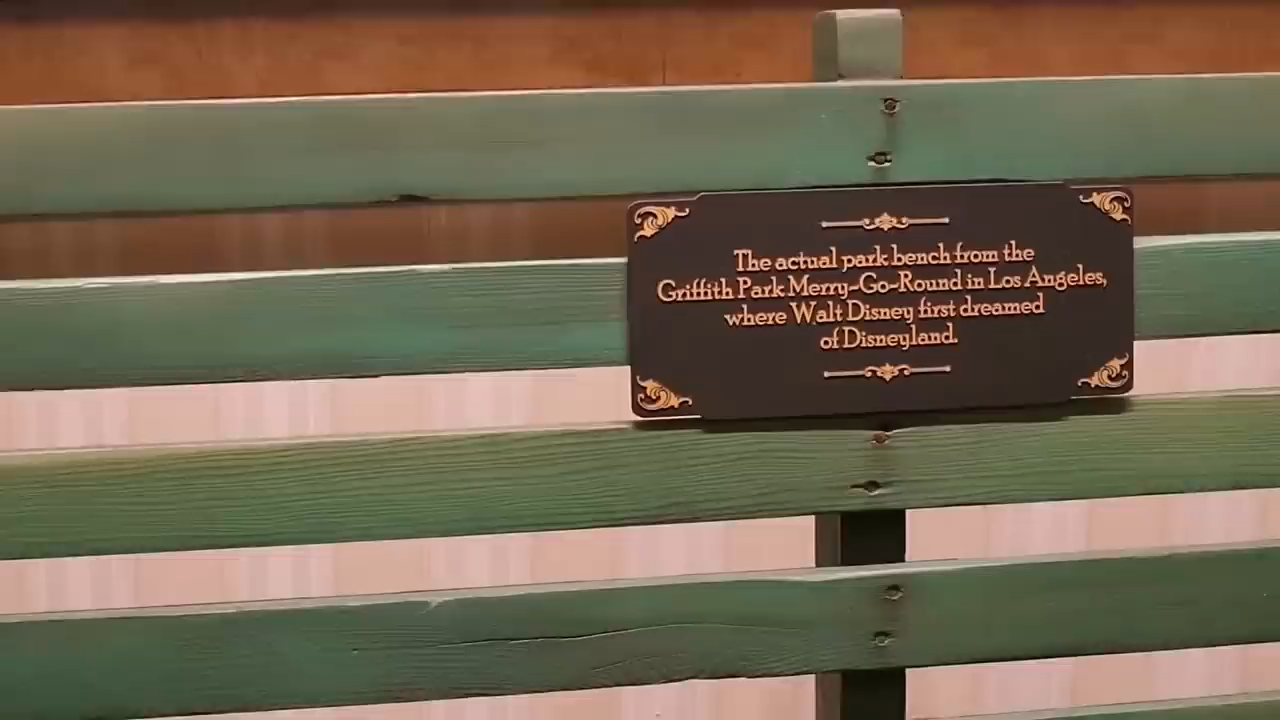 The actual park bench from the
Griffith Park Merry-Go-Round in Los Angeles,
where Walt Disney first dreamed
of Disneyland.